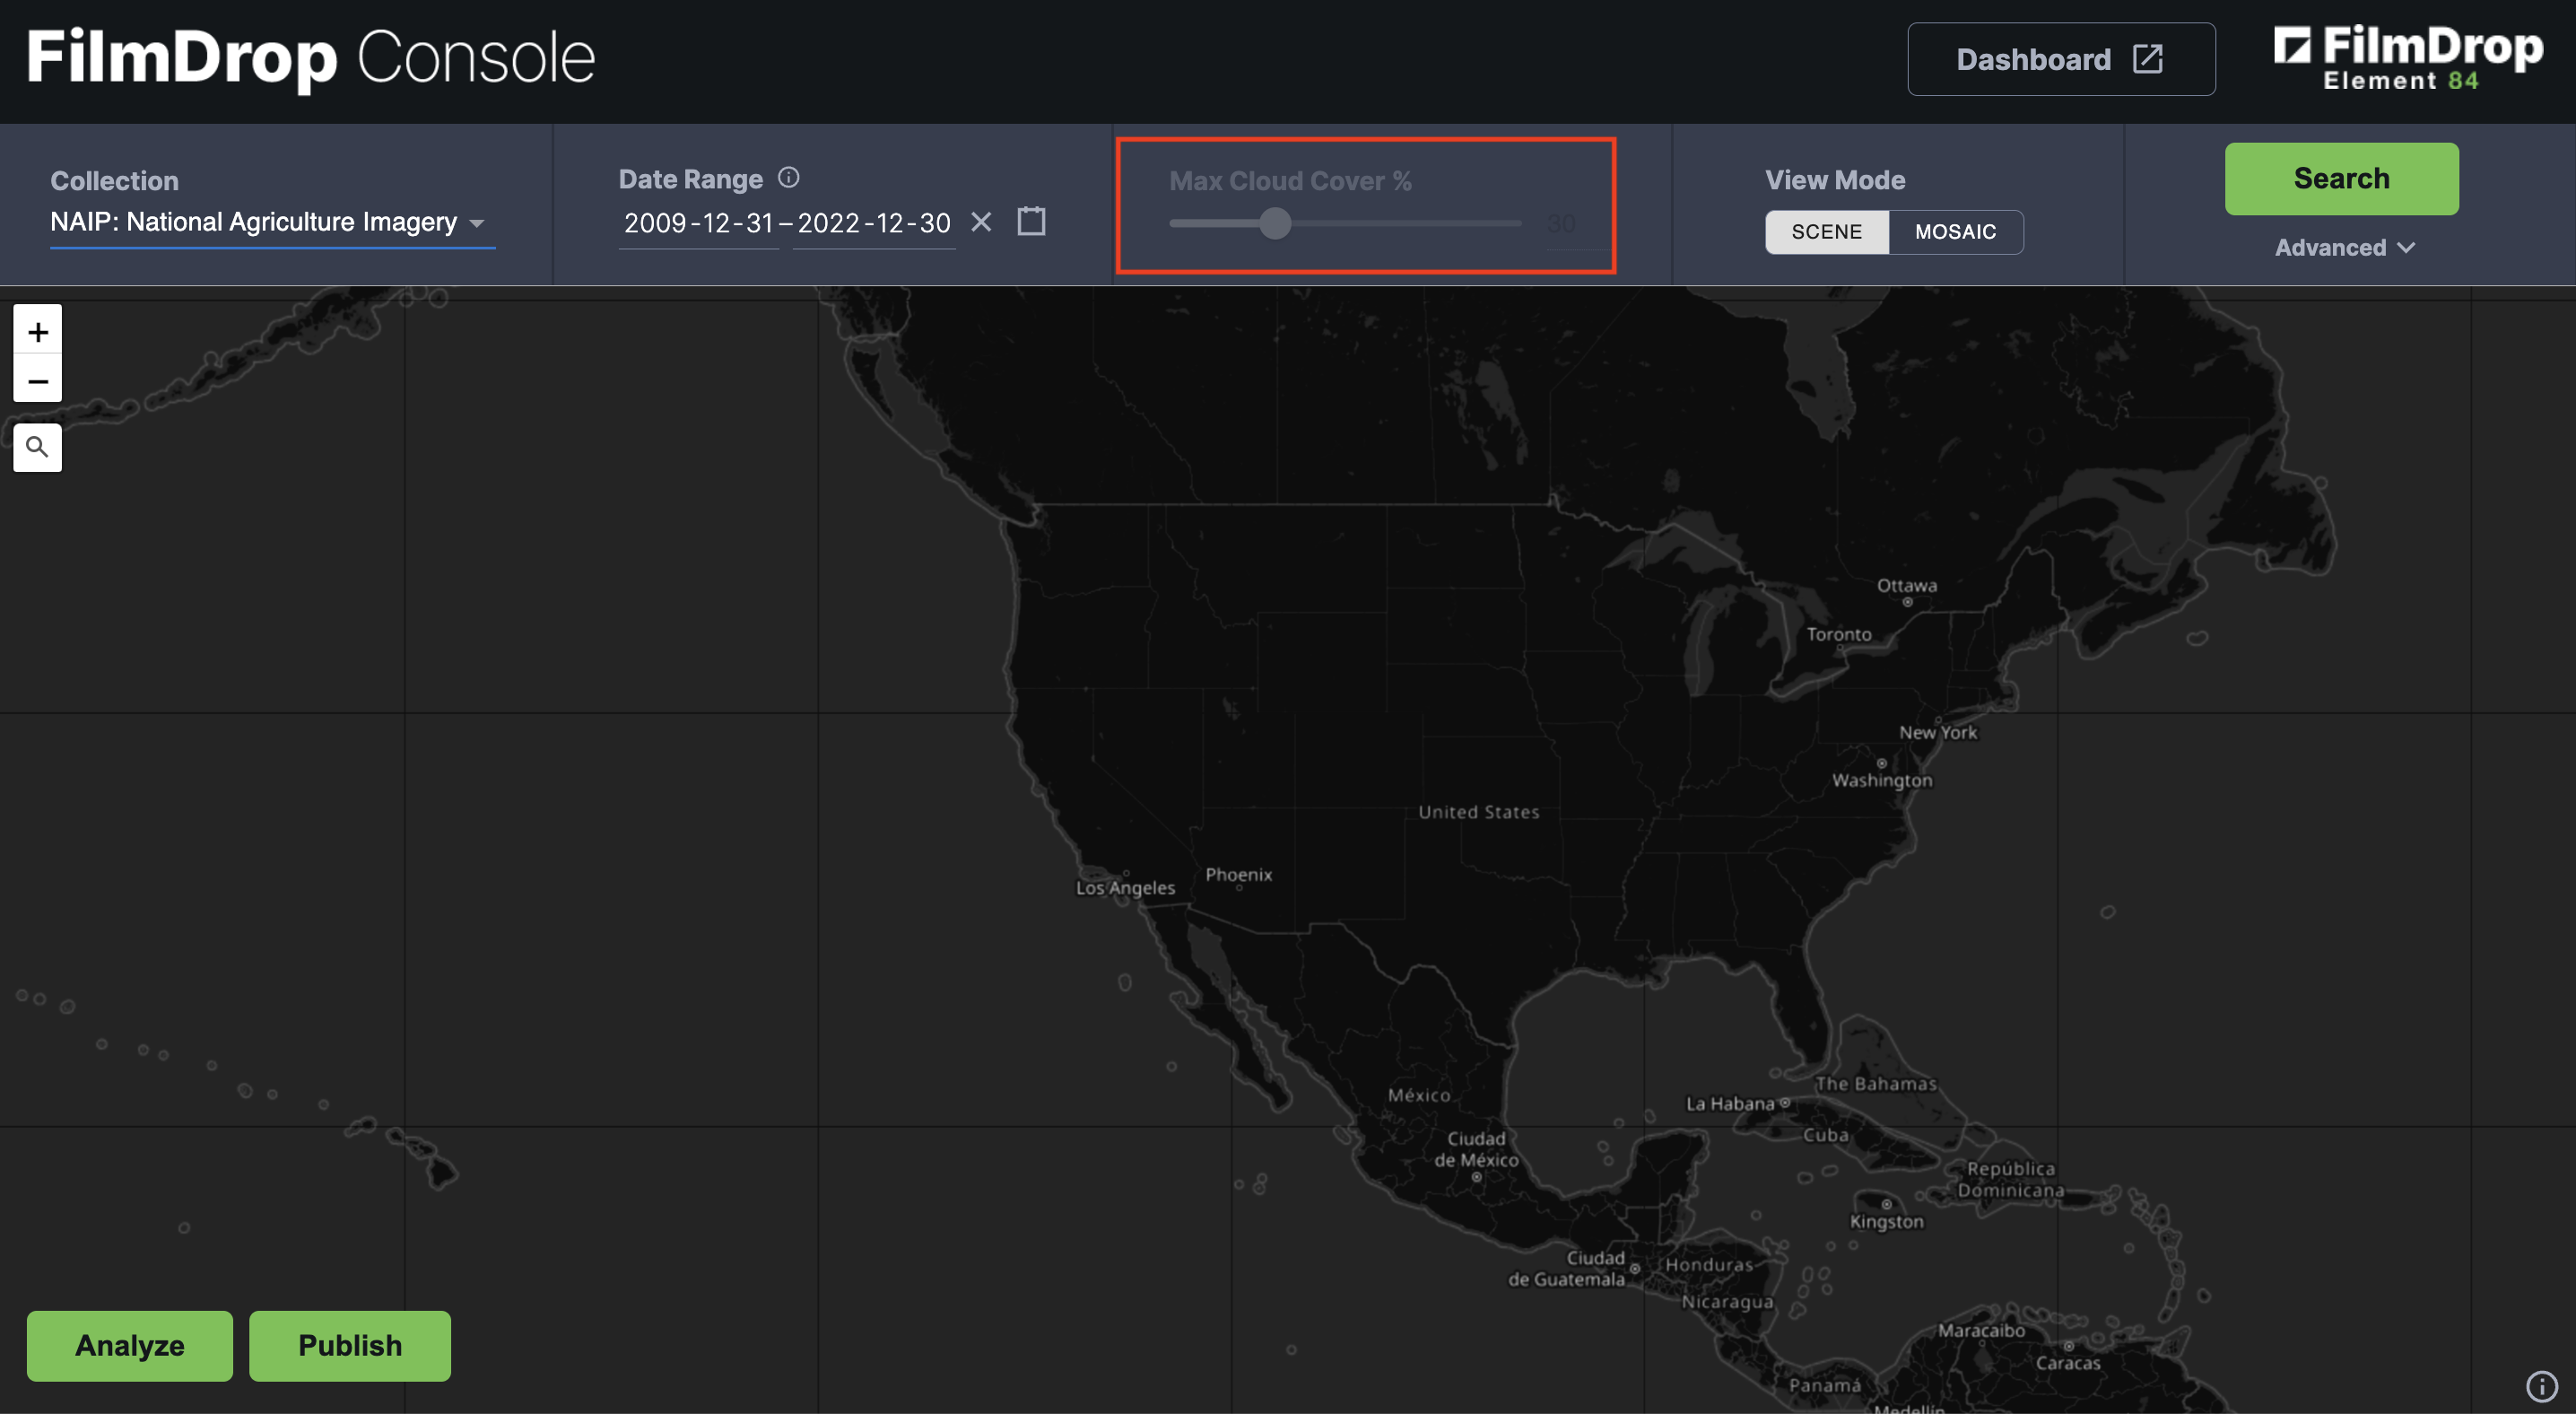 FilmDrop Console
Dashboard
FilmDrop
Element 84
Collection
NAIP: National Agriculture Imagery
Date Range
2009-12-31 – 2022-12-30
Max Cloud Cover %
30
View Mode
SCENE
MOSAIC
Search
Advanced
+
−
Ottawa
Toronto
New York
Washington
United States
Phoenix
Los Angeles
The Bahamas
México
La Habana
Cuba
Ciudad
de México
República
Dominicana
Kingston
Ciudad
de Guatemala
Honduras
Nicaragua
Maracaibo
Caracas
Panamá
Medellín
Analyze
Publish